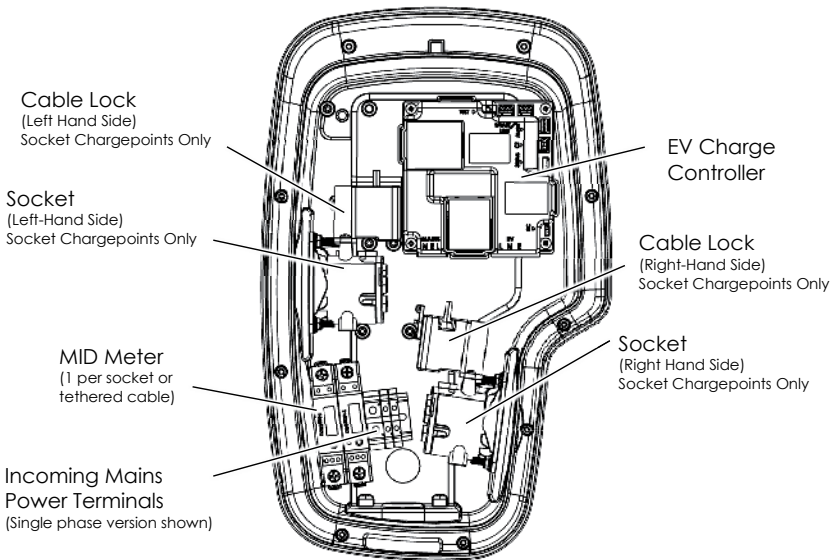 Cable Lock
(Left Hand Side)
Socket Chargepoints Only
Socket
(Left-Hand Side)
Socket Chargepoints Only
MID Meter
(1 per socket or
tethered cable)
Incoming Mains
Power Terminals
(Single phase version shown)
EV Charge
Controller
Cable Lock
(Right-Hand Side)
Socket Chargepoints Only
Socket
(Right Hand Side)
Socket Chargepoints Only